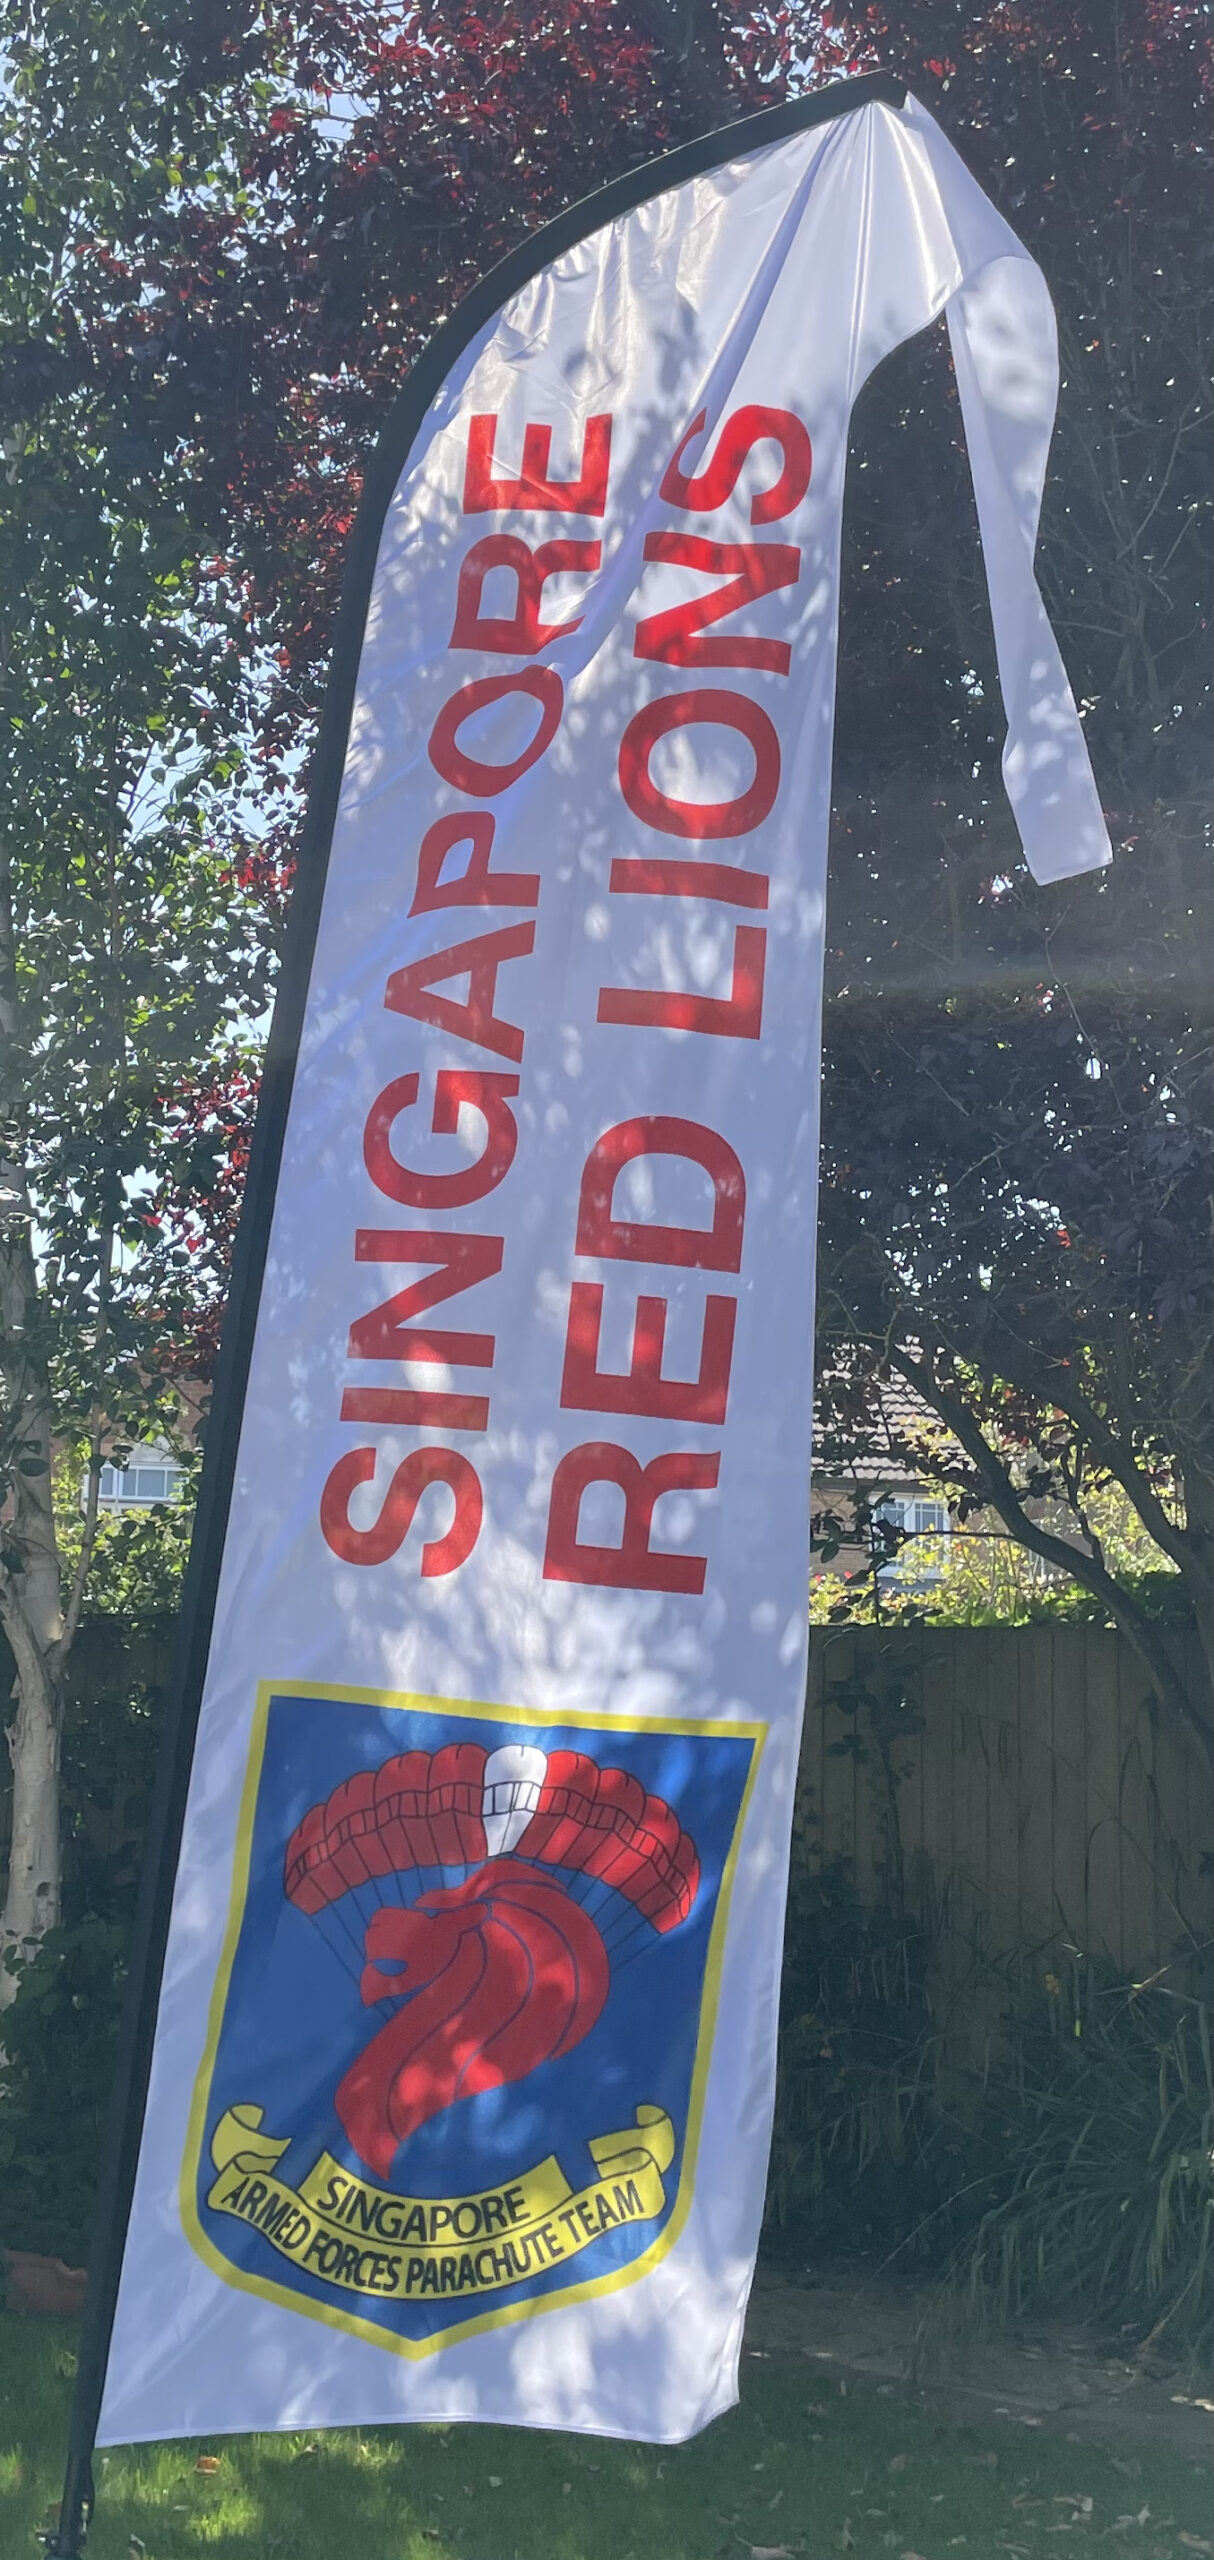 SINGAPORE
RED LIONS
SINGAPORE
ARMED FORCES PARACHUTE TEAM